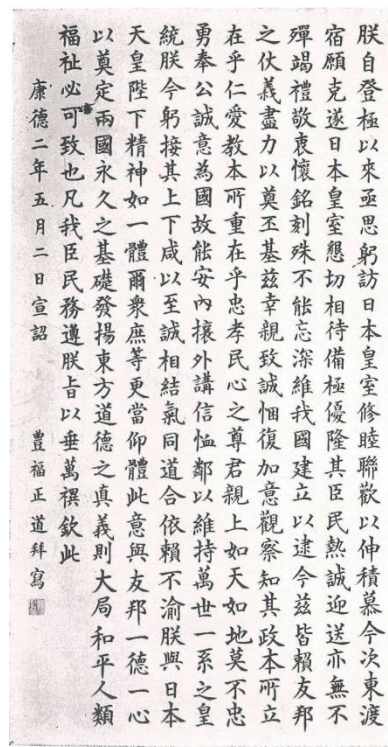 朕自登極以來亟思躬訪日本皇室修睦聯歡以伸積慕今次東渡
宿願克遂日本皇室懇切相待備極優隆其臣民熱誠迎送亦無不
殫竭禮敬衷懷銘刻殊不能忘深維我國建立以逮今茲皆賴友邦
之仗義盡力以奠丕基茲幸親致誠悃復加意觀察知其政本所立
在乎仁愛教本所重在乎忠孝民心之尊君親上如天如地莫不忠
勇奉公誠意為國故能安內攘外講信恤鄰以維持萬世一系之皇
統朕今躬接其上下咸以至誠相結氣同道合依賴不渝朕與日本
天皇陛下精神如一體爾眾庶等更當仰體此意與友邦一德一心
以奠定兩國永久之基礎發揚東方道德之真義則大局和平人類
福祉必可致也凡我臣民務遵朕旨以垂萬禩欽此
康德二年五月二日宣詔
豐福正道拜寫